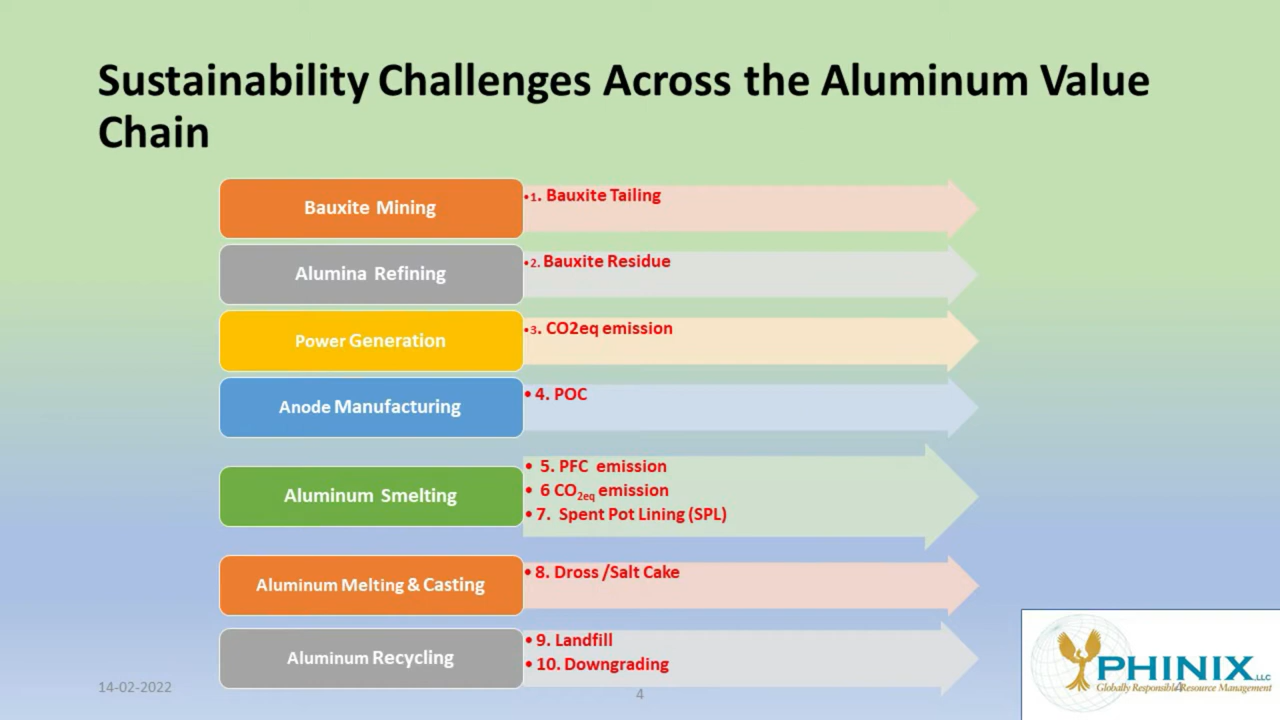 Sustainability Challenges Across the Aluminum Value
Chain
Bauxite Mining
•1. Bauxite Tailing
Alumina Refining
•2. Bauxite Residue
Power Generation
•3. CO2eq emission
Anode Manufacturing
• 4. POC
Aluminum Smelting
• 5. PFC emission
• 6 CO2eq emission
• 7. Spent Pot Lining (SPL)
Aluminum Melting & Casting
• 8. Dross /Salt Cake
Aluminum Recycling
• 9. Landfill
• 10. Downgrading
14-02-2022
4
PHINIX,LLC
Globally Responsible Resource Management
4